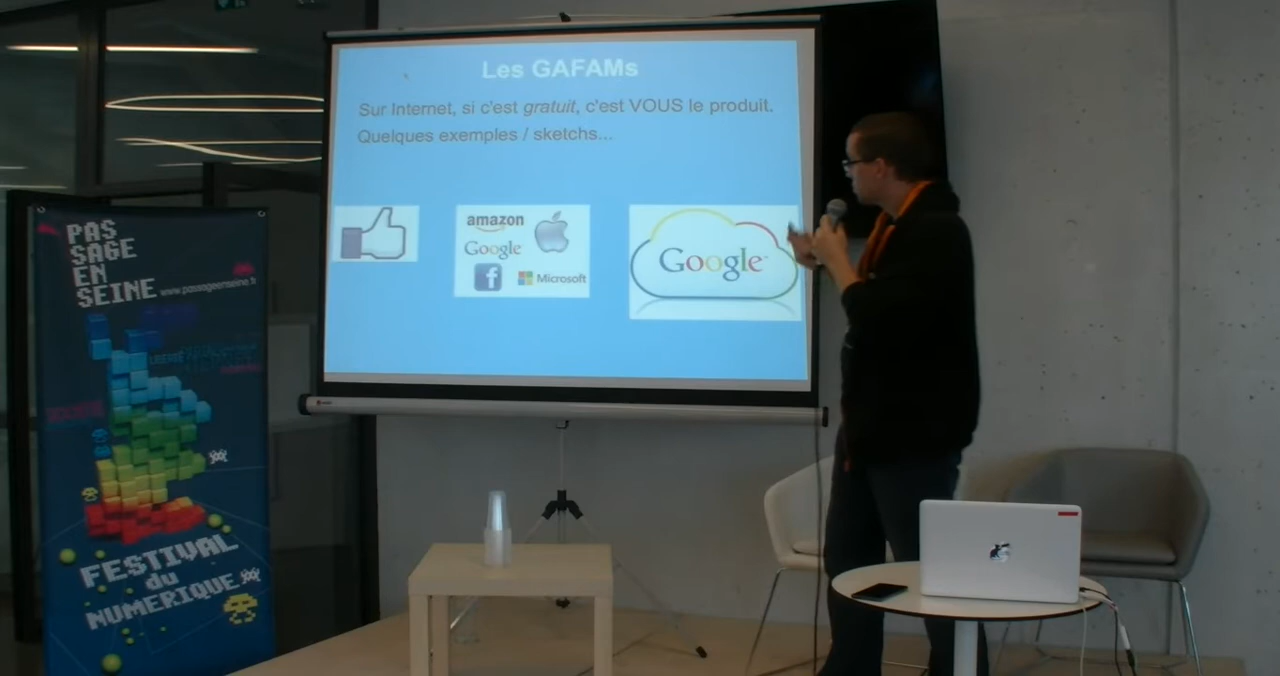 Les GAFAMs
Sur Internet, si c'est gratuit, c'est VOUS le produit.
Quelques exemples / sketchs...
amazon
Google
Microsoft
Google
PAS
SAGE
EN
SEINE www.passageenseine.fr
FESTIVAL
du
NUMERIQUE